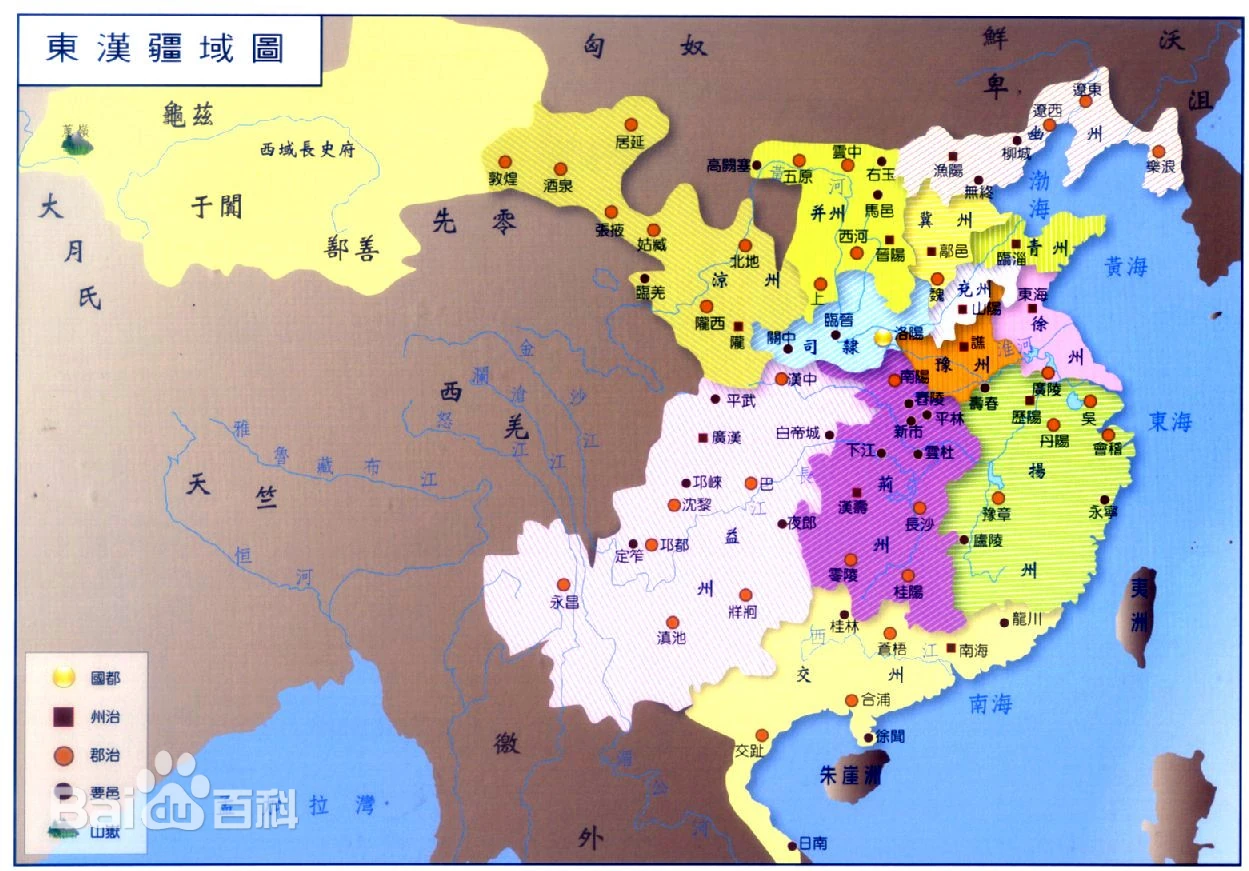 東漢疆域圖
匈 奴
鮮卑
沃沮
龜茲
蔥嶺
西域長史府
于闐
鄯善
大月氏
先零
居延
敦煌
酒泉
張掖
姑臧
臨羌
北地
涼州
隴西
隴
高闕塞
五原
雲中
右玉
黃河
并州
馬邑
西河
晉陽
上
漁陽
無終
柳城
遼西
遼東
幽州
樂浪
渤海
冀州
鄗邑
魏
臨淄
青州
黃海
兗州
山陽
東海
徐州
淮河
譙
豫州
臨晉
關中
司隸
洛陽
漢中
南陽
舂陵
平林
新市
壽春
歷陽
廣陵
吳
丹陽
會稽
東海
揚州
豫章
永寧
廬陵
平武
廣漢
白帝城
下江
雲杜
荊州
漢壽
長沙
零陵
桂陽
邛崍
巴
沈黎
長江
夜郎
定笮
邛都
益州
永昌
牂牁
滇池
西羌
金沙江
瀾滄江
怒江
雅魯藏布江
天竺
恒河
桂林
蒼梧
西江
南海
龍川
交州
合浦
徐聞
交趾
朱崖洲
日南
夷洲
南海
徼外
湄公河
拉灣
國都
州治
郡治
要邑
山嶽
Bai百科